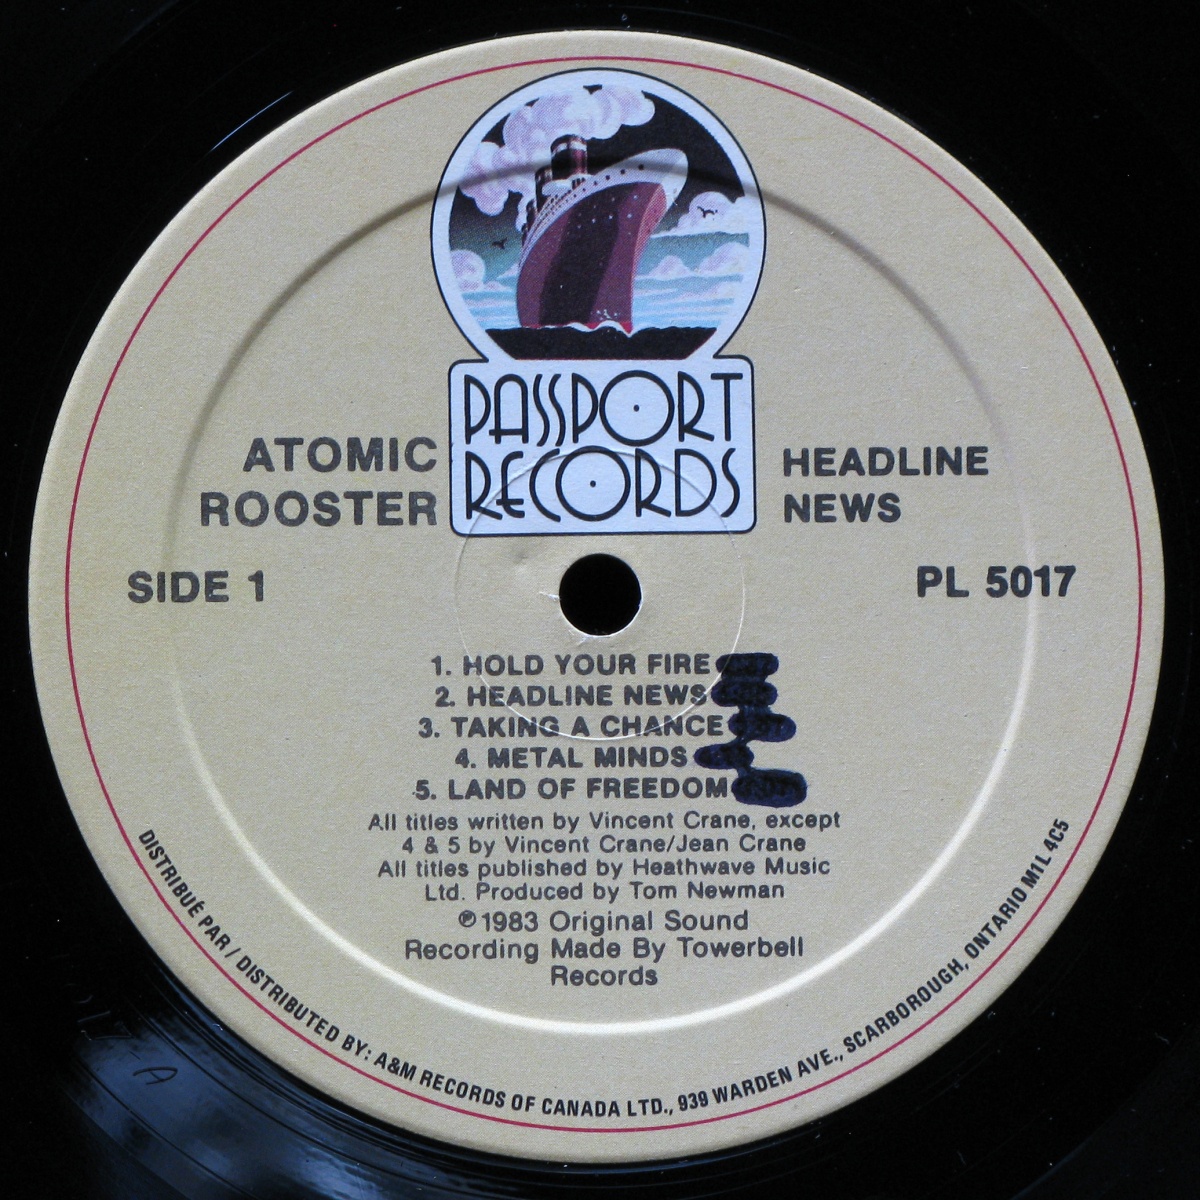 PASSPORT
RECORDS
ATOMIC
ROOSTER
HEADLINE
NEWS
SIDE 1
PL 5017
1. HOLD YOUR FIRE
2. HEADLINE NEWS
3. TAKING A CHANCE
4. METAL MINDS
5. LAND OF FREEDOM
All titles written by Vincent Crane, except
4 & 5 by Vincent Crane/Jean Crane
All titles published by Heathwave Music
Ltd. Produced by Tom Newman
℗ 1983 Original Sound
Recording Made By Towerbell
Records
DISTRIBUÉ PAR / DISTRIBUTED BY: A&M RECORDS OF CANADA LTD., 939 WARDEN AVE., SCARBOROUGH, ONTARIO M1L 4C5
A